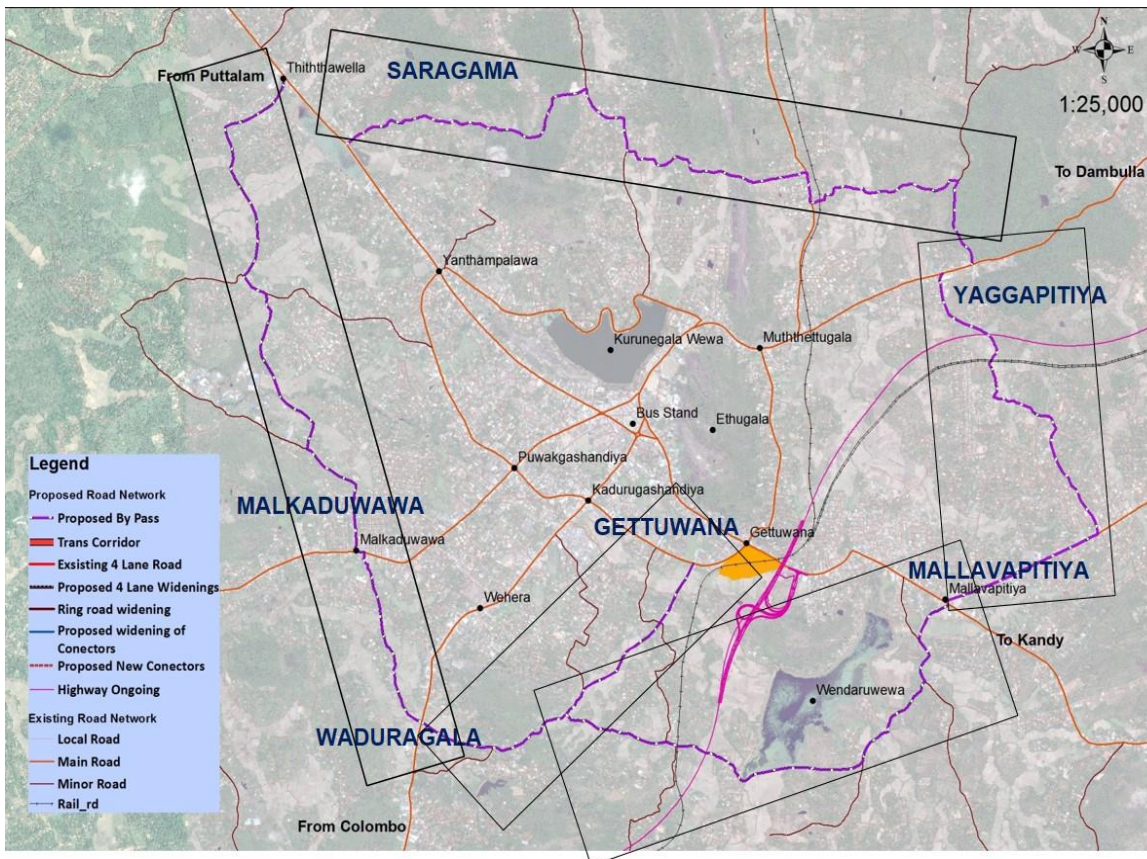 N
W E
S
1:25,000
From Puttalam
Thiththawella
SARAGAMA
To Dambulla
Yanthampalawa
YAGGAPITIYA
Kurunegala Wewa
Muththettugala
Bus Stand
Ethugala
Puwakgashandiya
Kadurugashandiya
MALKADUWAWA
GETTUWANA
Gettuwana
Malkaduwawa
MALLAVAPITIYA
Mallavapitiya
Wehera
To Kandy
Wendaruwewa
WADURAGALA
From Colombo
Legend
Proposed Road Network
Proposed By Pass
Trans Corridor
Exsisting 4 Lane Road
Proposed 4 Lane Widenings
Ring road widening
Proposed widening of
Conectors
Proposed New Conectors
Highway Ongoing
Existing Road Network
Local Road
Main Road
Minor Road
Rail_rd